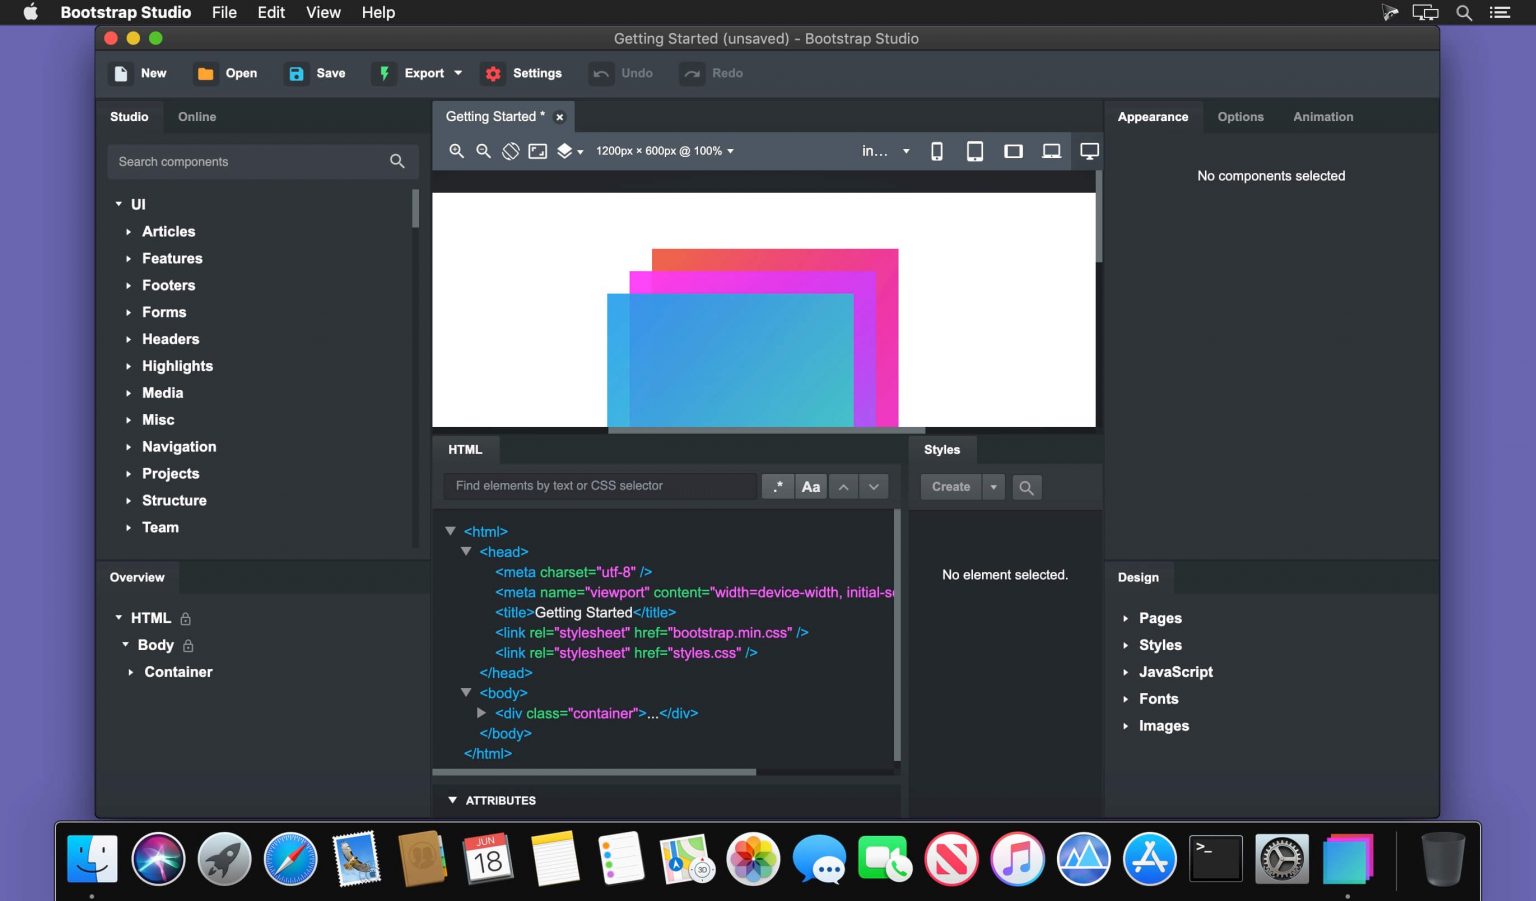 Bootstrap Studio File Edit View Help
Getting Started (unsaved) - Bootstrap Studio
New Open Save Export Settings Undo Redo
Studio Online
Search components
UI
Articles
Features
Footers
Forms
Headers
Highlights
Media
Misc
Navigation
Projects
Structure
Team
Overview
HTML
Body
Container
Getting Started *
1200px × 600px @ 100% in...
HTML
Find elements by text or CSS selector .* Aa
<html>
<head>
<meta charset="utf-8" />
<meta name="viewport" content="width=device-width, initial-s
<title>Getting Started</title>
<link rel="stylesheet" href="bootstrap.min.css" />
<link rel="stylesheet" href="styles.css" />
</head>
<body>
<div class="container">...</div>
</body>
</html>
ATTRIBUTES
Styles
Create
No element selected.
Appearance Options Animation
No components selected
Design
Pages
Styles
JavaScript
Fonts
Images
JUN
18
3D
>_